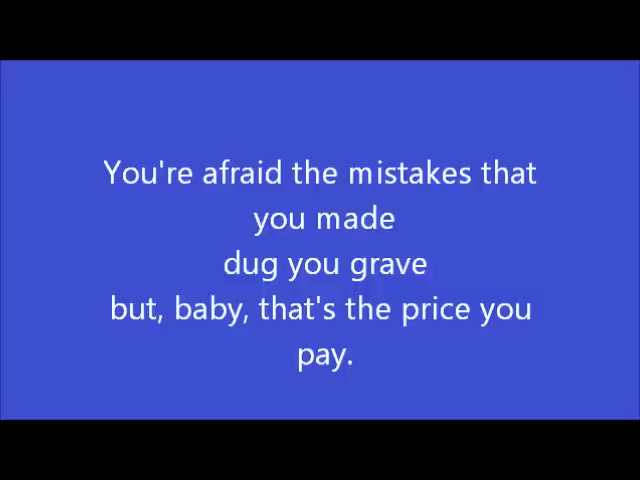 You're afraid the mistakes that
you made
dug you grave
but, baby, that's the price you
pay.